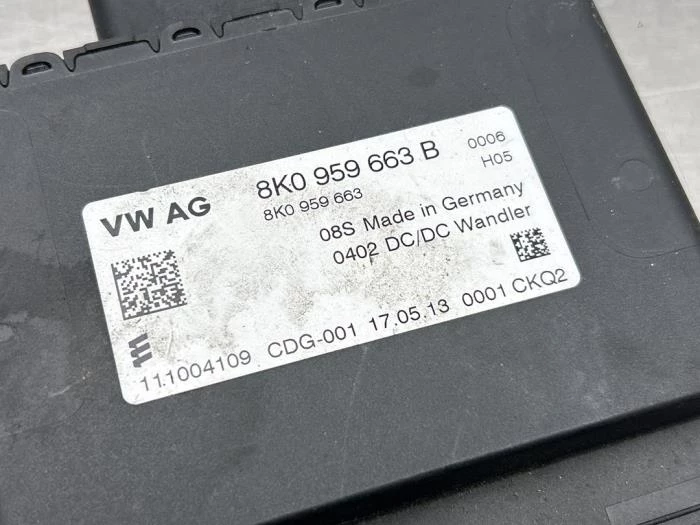 VW AG
8K0 959 663 B 0006
8K0 959 663 H05
08S Made in Germany
0402 DC/DC Wandler
111004109 CDG-001 17.05.13 0001 CKQ2